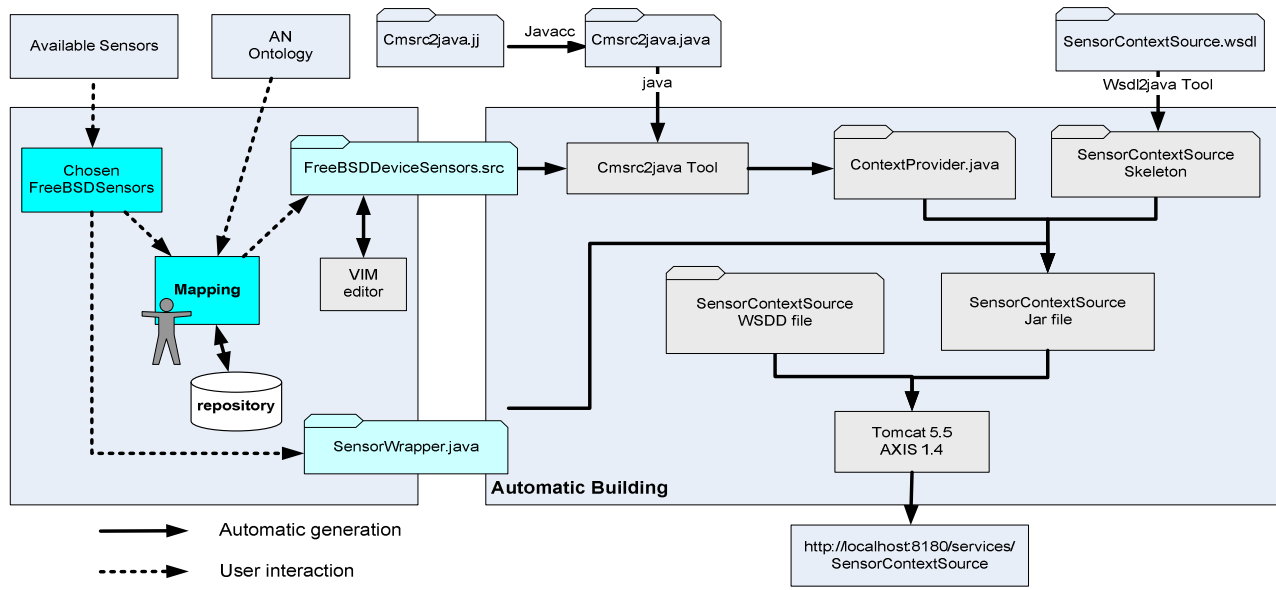 Available Sensors
AN
Ontology
Cmsrc2java.jj
Javacc
Cmsrc2java.java
SensorContextSource.wsdl
java
Wsdl2java Tool
Chosen
FreeBSDSensors
FreeBSDDeviceSensors.src
Cmsrc2java Tool
ContextProvider.java
SensorContextSource
Skeleton
Mapping
VIM
editor
SensorContextSource
WSDD file
SensorContextSource
Jar file
repository
SensorWrapper.java
Tomcat 5.5
AXIS 1.4
Automatic Building
Automatic generation
User interaction
http://localhost:8180/services/
SensorContextSource